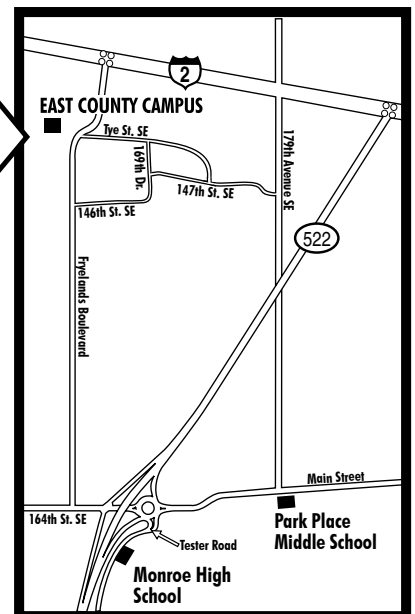 2
EAST COUNTY CAMPUS
Tye St. SE
169th Dr.
179th Avenue SE
147th St. SE
146th St. SE
522
Fryelands Boulevard
Main Street
164th St. SE
Tester Road
Park Place
Middle School
Monroe High
School